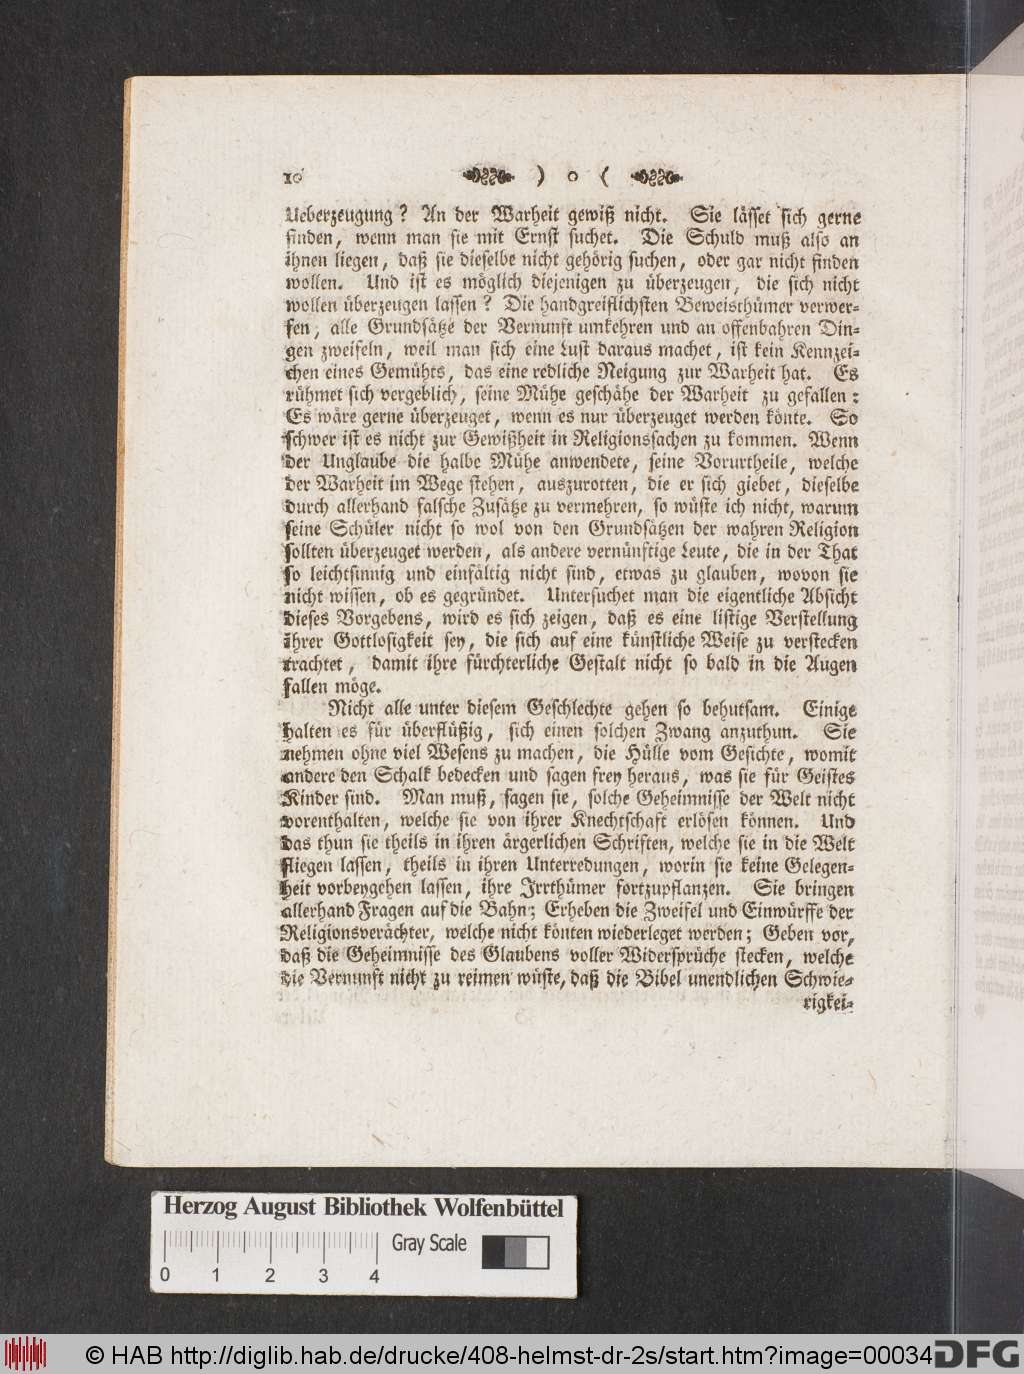 10 ) o (
Ueberzeugung? An der Warheit gewiß nicht. Sie lässet sich gerne
finden, wenn man sie mit Ernst suchet. Die Schuld muß also an
ihnen liegen, daß sie dieselbe nicht gehörig suchen, oder gar nicht finden
wollen. Und ist es möglich diejenigen zu überzeugen, die sich nicht
wollen überzeugen lassen? Die handgreiflichsten Beweisthümer verwer-
fen, alle Grundsätze der Vernunft umkehren und an offenbahren Din-
gen zweifeln, weil man sich eine Lust daraus machet, ist kein Kennzei-
chen eines Gemühts, das eine redliche Neigung zur Warheit hat. Es
rühmet sich vergeblich, seine Mühe geschähe der Warheit zu gefallen:
Es wäre gerne überzeuget, wenn es nur überzeuget werden könte. So
schwer ist es nicht zur Gewißheit in Religionssachen zu kommen. Wenn
der Unglaube die halbe Mühe anwendete, seine Vorurtheile, welche
der Warheit im Wege stehen, auszurotten, die er sich giebet, dieselbe
durch allerhand falsche Zusätze zu vermehren, so wüste ich nicht, warum
seine Schüler nicht so wol von den Grundsätzen der wahren Religion
sollten überzeuget werden, als andere vernünftige Leute, die in der That
so leichtsinnig und einfältig nicht sind, etwas zu glauben, wovon sie
nicht wissen, ob es gegründet. Untersuchet man die eigentliche Absicht
dieses Vorgebens, wird es sich zeigen, daß es eine listige Verstellung
ihrer Gottlosigkeit sey, die sich auf eine künstliche Weise zu verstecken
trachtet, damit ihre fürchterliche Gestalt nicht so bald in die Augen
fallen möge.
Nicht alle unter diesem Geschlechte gehen so behutsam. Einige
halten es für überflüßig, sich einen solchen Zwang anzuthun. Sie
nehmen ohne viel Wesens zu machen, die Hülle vom Gesichte, womit
andere den Schalk bedecken und sagen frey heraus, was sie für Geistes
Kinder sind. Man muß, sagen sie, solche Geheimnisse der Welt nicht
vorenthalten, welche sie von ihrer Knechtschaft erlösen können. Und
das thun sie theils in ihren ärgerlichen Schriften, welche sie in die Welt
fliegen lassen, theils in ihren Unterredungen, worin sie keine Gelegen-
heit vorbeygehen lassen, ihre Irrthümer fortzupflanzen. Sie bringen
allerhand Fragen auf die Bahn; Erheben die Zweifel und Einwürffe der
Religionsverächter, welche nicht könten wiederleget werden; Geben vor,
daß die Geheimnisse des Glaubens voller Widersprüche stecken, welche
die Vernunft nicht zu reimen wüste, daß die Bibel unendlichen Schwie-
rigkei-
Herzog August Bibliothek Wolfenbüttel
Gray Scale
0 1 2 3 4
© HAB http://diglib.hab.de/drucke/408-helmst-dr-2s/start.htm?image=00034
DFG